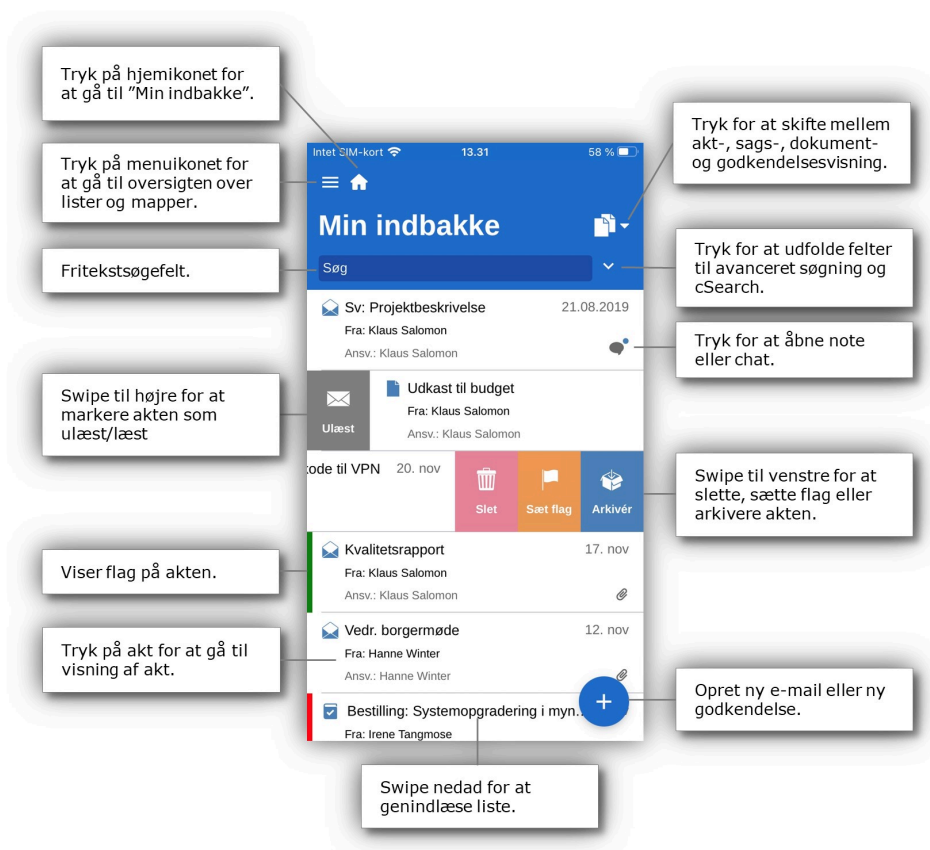 Tryk på hjemikonet for
at gå til ”Min indbakke”.
Tryk på menuikonet for
at gå til oversigten over
lister og mapper.
Fritekstsøgefelt.
Swipe til højre for at
markere akten som
ulæst/læst
Viser flag på akten.
Tryk på akt for at gå til
visning af akt.
Intet SIM-kort 13.31 58 %
Min indbakke
Søg
Sv: Projektbeskrivelse 21.08.2019
Fra: Klaus Salomon
Ansv.: Klaus Salomon
Ulæst
Udkast til budget
Fra: Klaus Salomon
Ansv.: Klaus Salomon
ode til VPN 20. nov
Slet Sæt flag Arkivér
Kvalitetsrapport 17. nov
Fra: Klaus Salomon
Ansv.: Klaus Salomon
Vedr. borgermøde 12. nov
Fra: Hanne Winter
Ansv.: Hanne Winter
Bestilling: Systemopgradering i myn...
Fra: Irene Tangmose
Tryk for at skifte mellem
akt-, sags-, dokument-
og godkendelsesvisning.
Tryk for at udfolde felter
til avanceret søgning og
cSearch.
Tryk for at åbne note
eller chat.
Swipe til venstre for at
slette, sætte flag eller
arkivere akten.
Opret ny e-mail eller ny
godkendelse.
Swipe nedad for at
genindlæse liste.